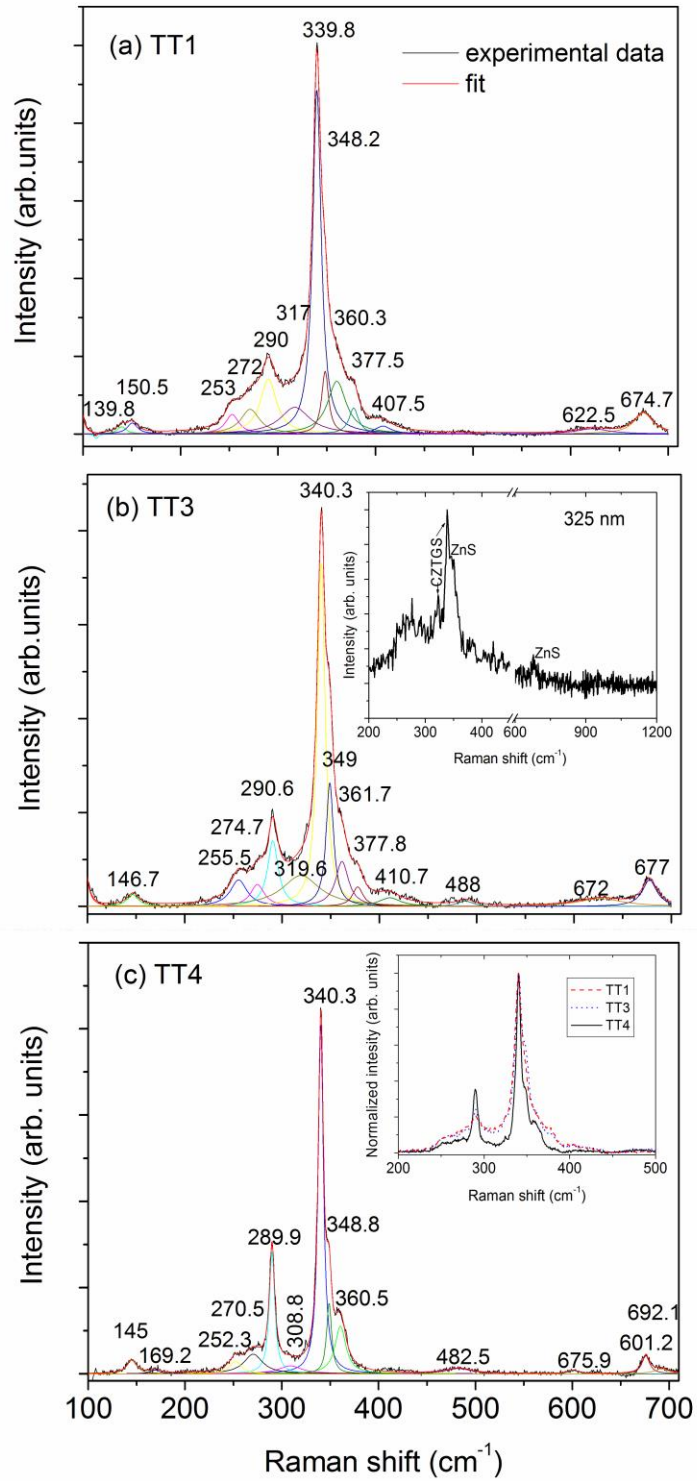 (a) TT1
339.8
experimental data
fit
348.2
317
360.3
290
272
377.5
253
407.5
150.5
139.8
622.5
674.7
Intensity (arb.units)
(b) TT3
340.3
325 nm
CZTGS
ZnS
ZnS
Intensity (arb. units)
200 300 400 600 900 1200
Raman shift (cm-1)
349
290.6
361.7
274.7
377.8
255.5
319.6
410.7
146.7
488
672
677
Intensity (arb.units)
(c) TT4
340.3
TT1
TT3
TT4
Normalized intesity (arb. units)
200 300 400 500
Raman shift (cm-1)
289.9
348.8
270.5
308.8
360.5
252.3
145
169.2
482.5
675.9
692.1
601.2
Intensity (arb. units)
100 200 300 400 500 600 700
Raman shift (cm-1)